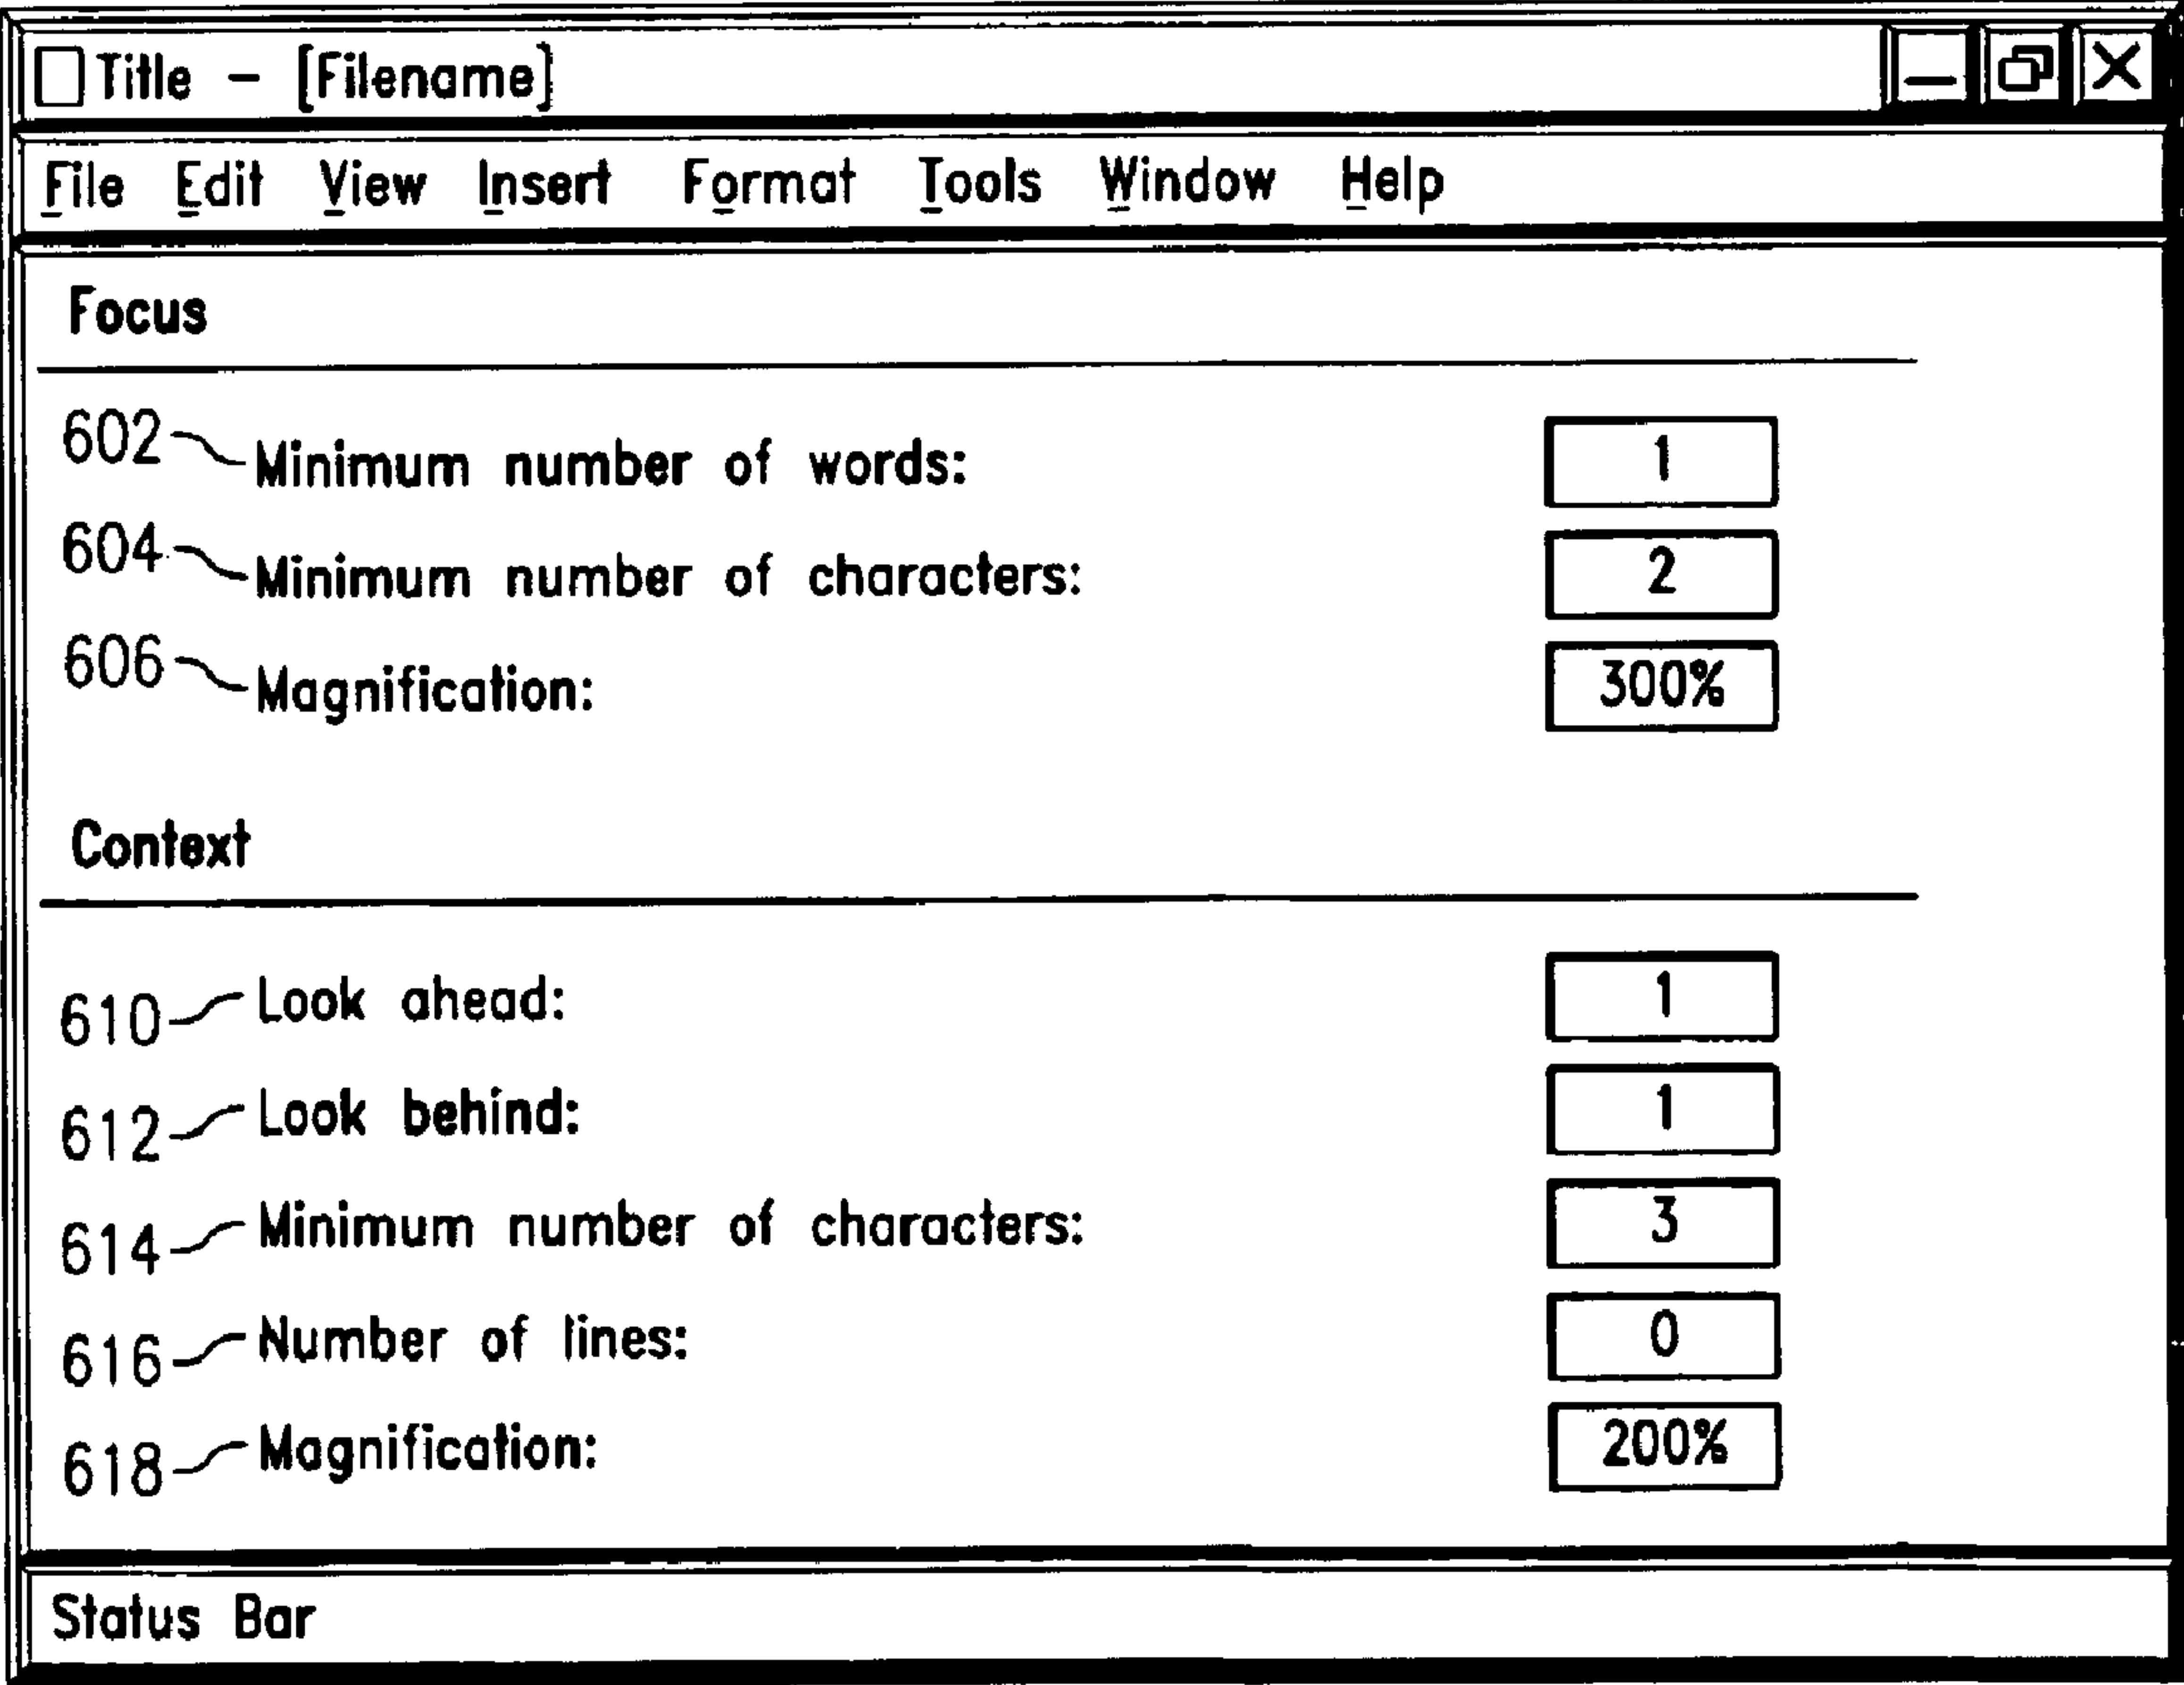 Title - [Filename]
File Edit View Insert Format Tools Window Help
Focus
602 Minimum number of words: 1
604 Minimum number of characters: 2
606 Magnification: 300%
Context
610 Look ahead: 1
612 Look behind: 1
614 Minimum number of characters: 3
616 Number of lines: 0
618 Magnification: 200%
Status Bar